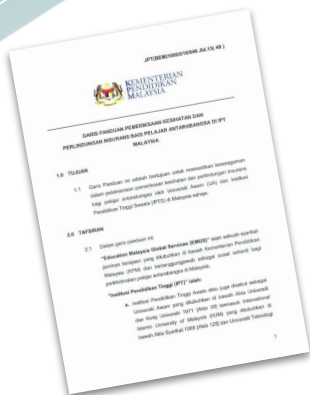 JPT(BEM)1000/016/046 Jld.13( 48 )
KEMENTERIAN
PENDIDIKAN
MALAYSIA
GARIS PANDUAN PEMERIKSAAN KESIHATAN DAN
PERLINDUNGAN INSURANS BAGI PELAJAR ANTARABANGSA DI IPT
MALAYSIA
1.0 TUJUAN
1.1 Garis Panduan ini adalah bertujuan untuk memastikan keseragaman
dalam pelaksanaan pemeriksaan kesihatan dan perlindungan insurans
bagi pelajar antarabangsa oleh Universiti Awam (UA) dan Institusi
Pendidikan Tinggi Swasta (IPTS) di Malaysia sahaja.
2.0 TAFSIRAN
2.1 Dalam garis panduan ini:
"Education Malaysia Global Services (EMGS)" ialah sebuah syarikat
jaminan kerajaan yang ditubuhkan di bawah Kementerian Pendidikan
Malaysia (KPM) dan bertanggungjawab sebagai pusat sehenti bagi
perkhidmatan pelajar antarabangsa di Malaysia.
"Institusi Pendidikan Tinggi (IPT)" ialah:
a. Institusi Pendidikan Tinggi Awam atau juga disebut sebagai
Universiti Awam yang ditubuhkan di bawah Akta Universiti
dan Kolej Universiti 1971 [Akta 30] termasuk International
Islamic University of Malaysia (IIUM) yang ditubuhkan di
bawah Akta Syarikat 1965 [Akta 125] dan Universiti Teknologi
1